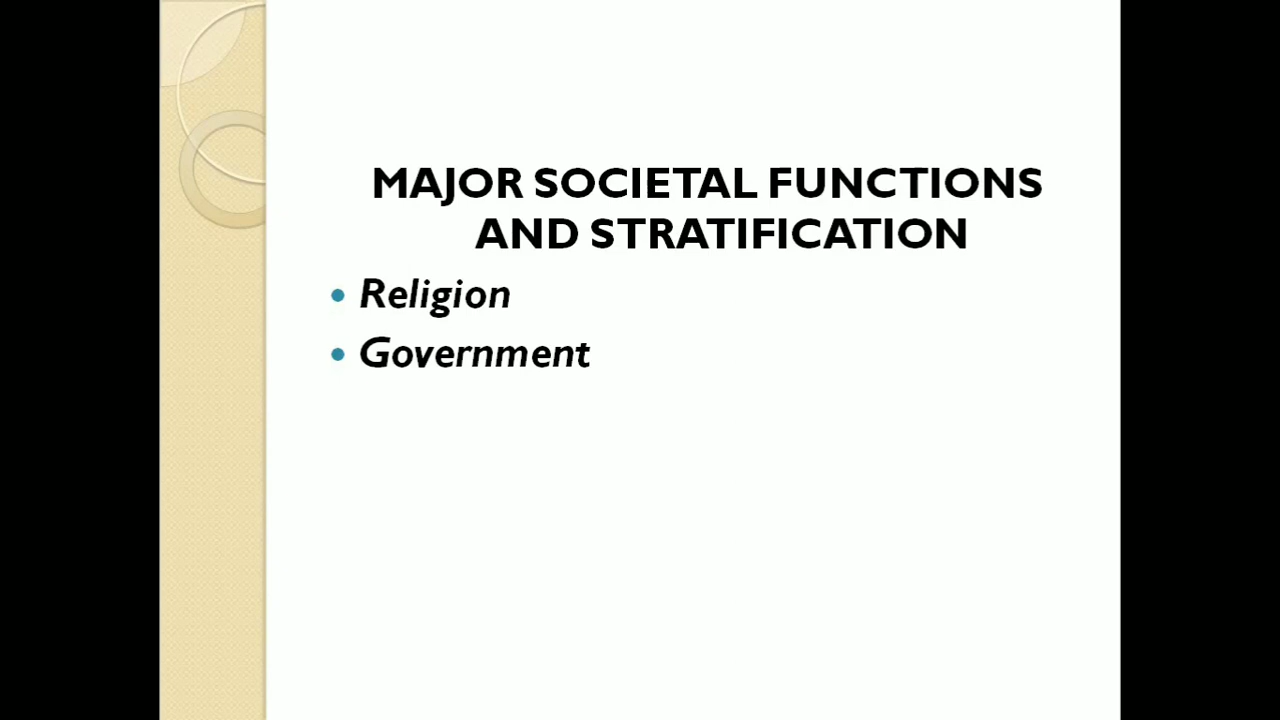 MAJOR SOCIETAL FUNCTIONS
AND STRATIFICATION
• Religion
• Government